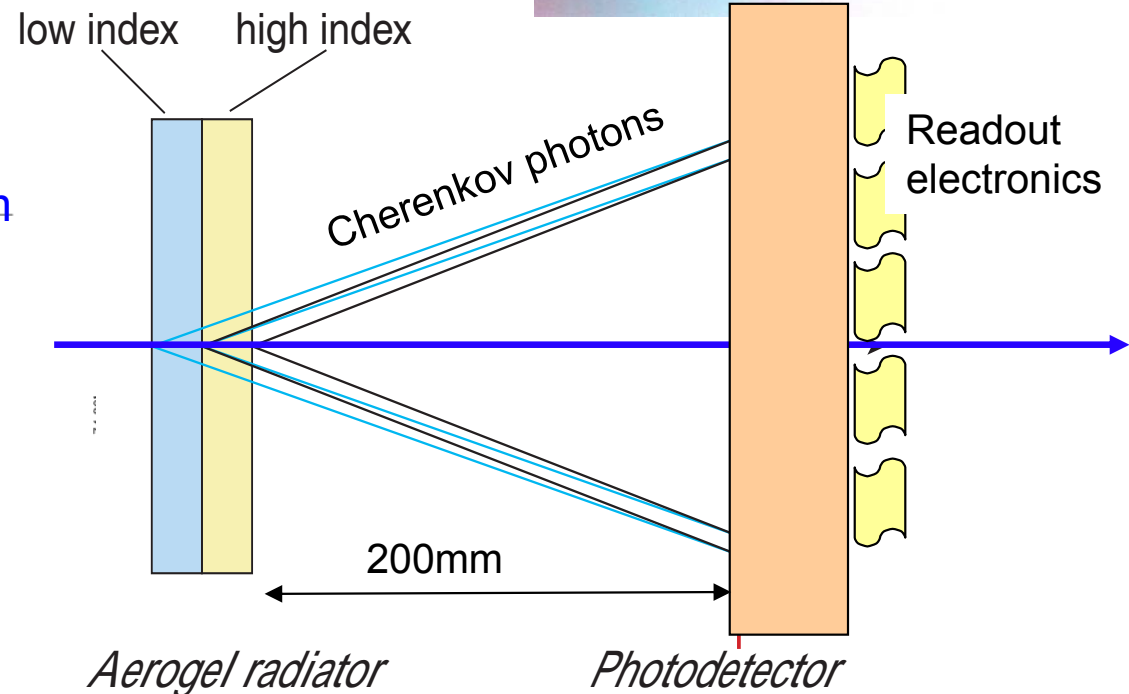 low index
high index
Cherenkov photons
Readout
electronics
200mm
Aerogel radiator
Photodetector